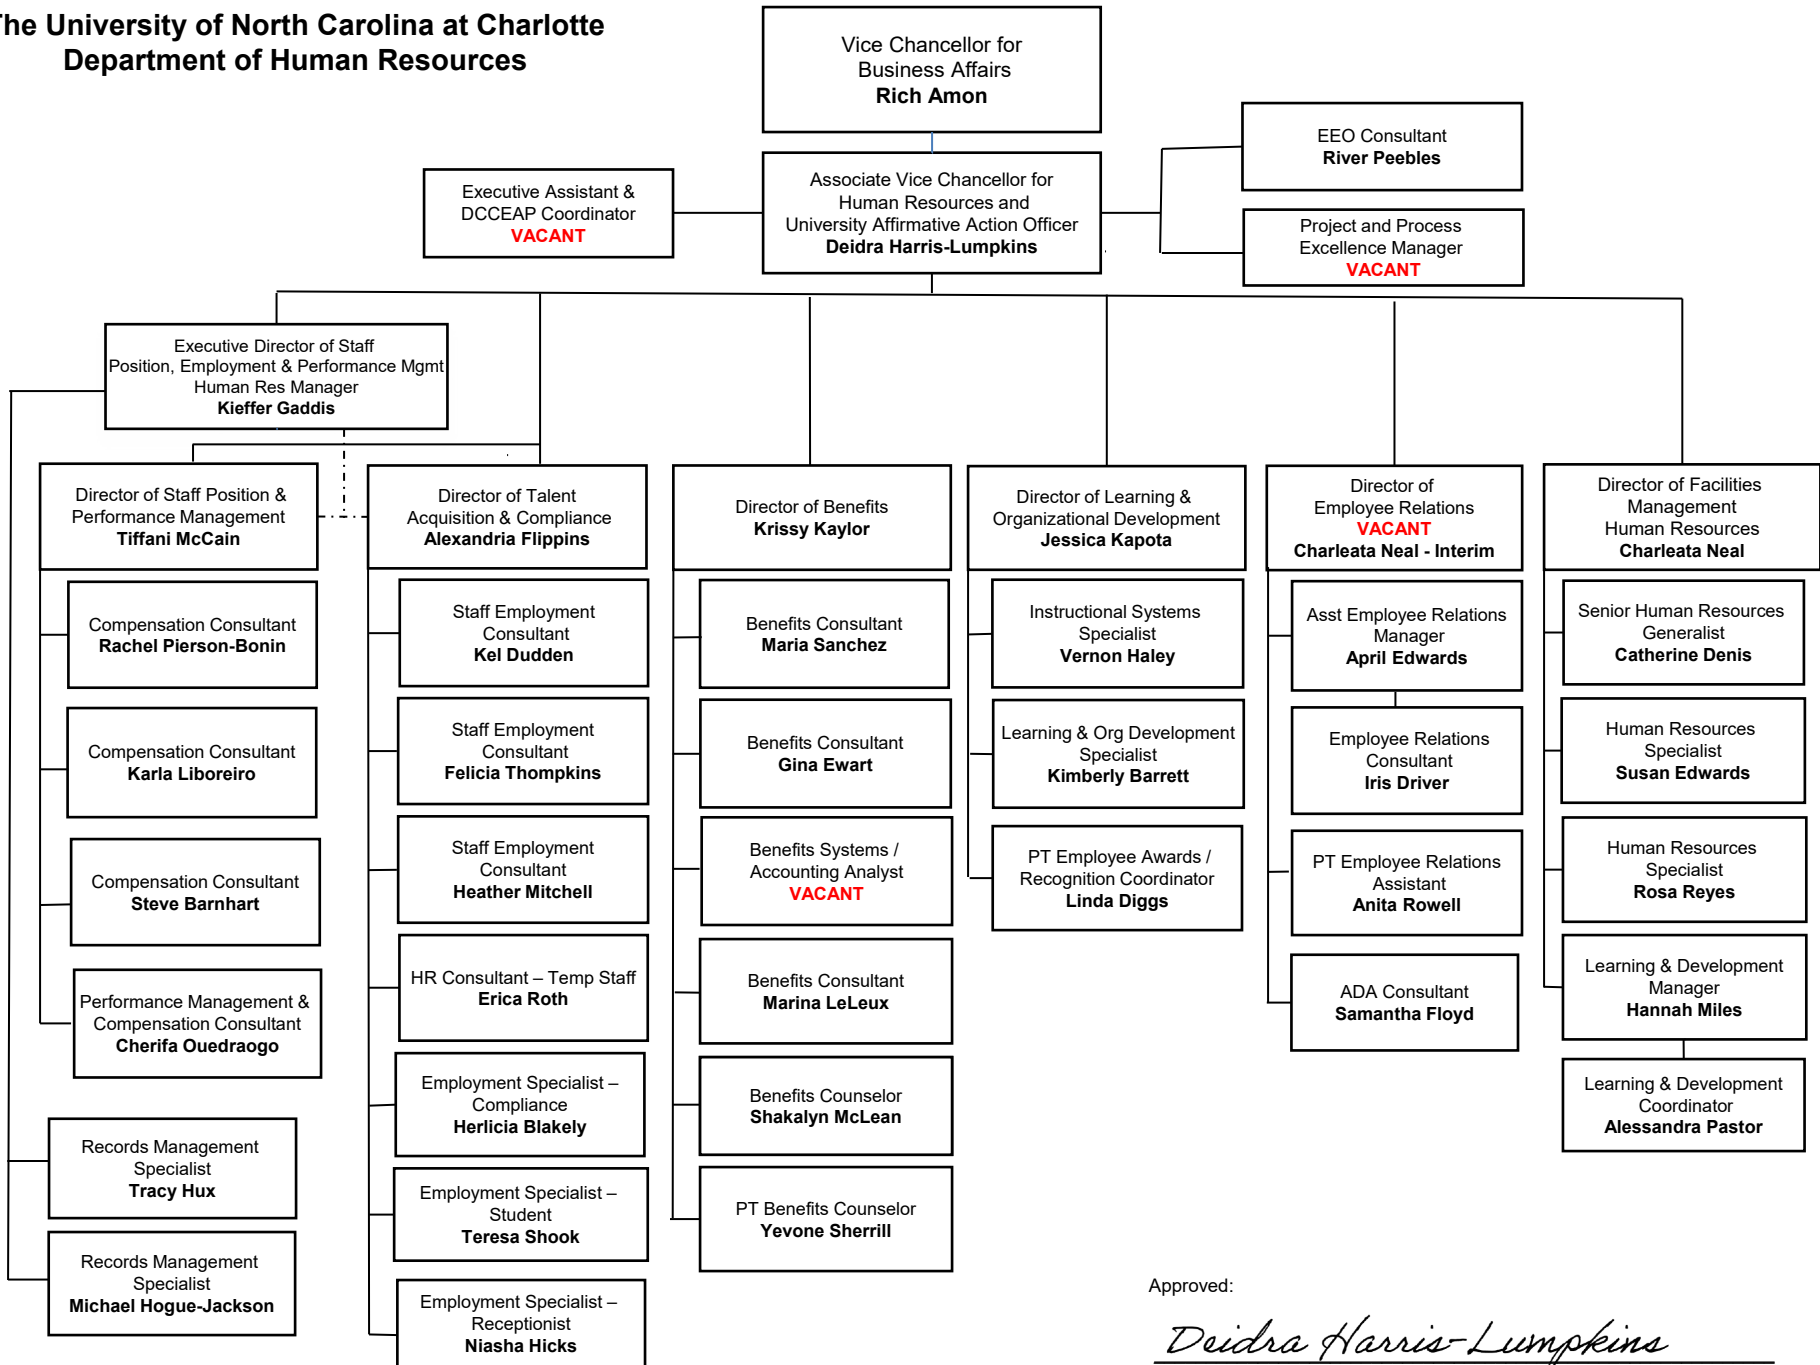 The University of North Carolina at Charlotte
Department of Human Resources
Vice Chancellor for
Business Affairs
Rich Amon
Executive Assistant &
DCCEAP Coordinator
VACANT
Associate Vice Chancellor for
Human Resources and
University Affirmative Action Officer
Deidra Harris-Lumpkins
EEO Consultant
River Peebles
Project and Process
Excellence Manager
VACANT
Executive Director of Staff
Position, Employment & Performance Mgmt
Human Res Manager
Kieffer Gaddis
Director of Staff Position &
Performance Management
Tiffani McCain
Compensation Consultant
Rachel Pierson-Bonin
Compensation Consultant
Karla Liboreiro
Compensation Consultant
Steve Barnhart
Performance Management &
Compensation Consultant
Cherifa Ouedraogo
Records Management
Specialist
Tracy Hux
Records Management
Specialist
Michael Hogue-Jackson
Director of Talent
Acquisition & Compliance
Alexandria Flippins
Staff Employment
Consultant
Kel Dudden
Staff Employment
Consultant
Felicia Thompkins
Staff Employment
Consultant
Heather Mitchell
HR Consultant – Temp Staff
Erica Roth
Employment Specialist –
Compliance
Herlicia Blakely
Employment Specialist –
Student
Teresa Shook
Employment Specialist –
Receptionist
Niasha Hicks
Director of Benefits
Krissy Kaylor
Benefits Consultant
Maria Sanchez
Benefits Consultant
Gina Ewart
Benefits Systems /
Accounting Analyst
VACANT
Benefits Consultant
Marina LeLeux
Benefits Counselor
Shakalyn McLean
PT Benefits Counselor
Yevone Sherrill
Director of Learning &
Organizational Development
Jessica Kapota
Instructional Systems
Specialist
Vernon Haley
Learning & Org Development
Specialist
Kimberly Barrett
PT Employee Awards /
Recognition Coordinator
Linda Diggs
Director of
Employee Relations
VACANT
Charleata Neal - Interim
Asst Employee Relations
Manager
April Edwards
Employee Relations
Consultant
Iris Driver
PT Employee Relations
Assistant
Anita Rowell
ADA Consultant
Samantha Floyd
Director of Facilities
Management
Human Resources
Charleata Neal
Senior Human Resources
Generalist
Catherine Denis
Human Resources
Specialist
Susan Edwards
Human Resources
Specialist
Rosa Reyes
Learning & Development
Manager
Hannah Miles
Learning & Development
Coordinator
Alessandra Pastor
Approved:
Deidra Harris-Lumpkins